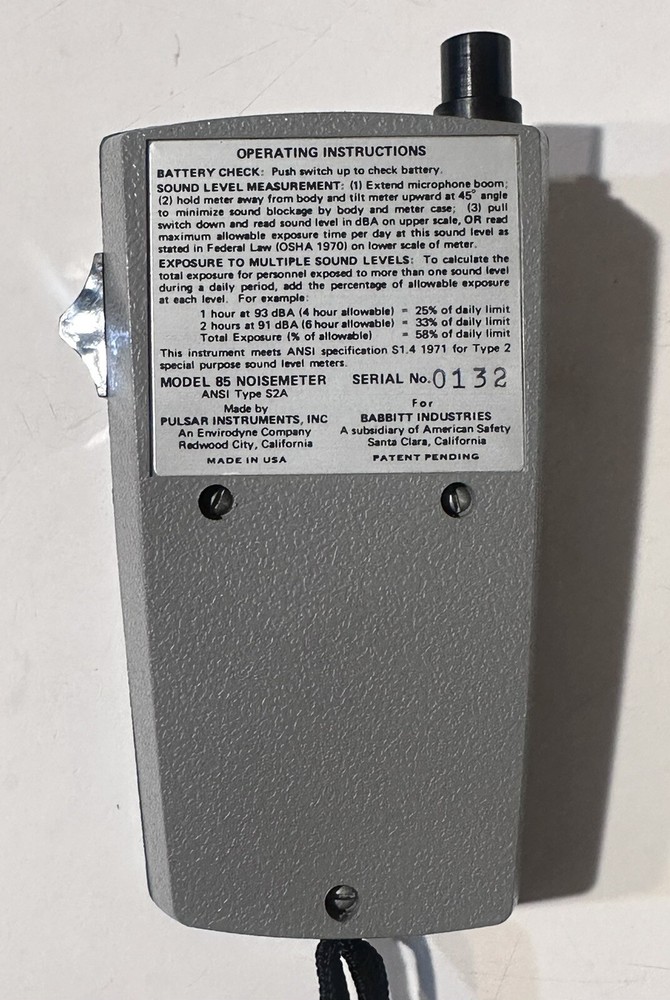 OPERATING INSTRUCTIONS
BATTERY CHECK: Push switch up to check battery.
SOUND LEVEL MEASUREMENT: (1) Extend microphone boom;
(2) hold meter away from body and tilt meter upward at 45° angle
to minimize sound blockage by body and meter case; (3) pull
switch down and read sound level in dBA on upper scale, OR read
maximum allowable exposure time per day at this sound level as
stated in Federal Law (OSHA 1970) on lower scale of meter.
EXPOSURE TO MULTIPLE SOUND LEVELS: To calculate the
total exposure for personnel exposed to more than one sound level
during a daily period, add the percentage of allowable exposure
at each level. For example:
1 hour at 93 dBA (4 hour allowable) = 25% of daily limit
2 hours at 91 dBA (6 hour allowable) = 33% of daily limit
Total Exposure (% of allowable) = 58% of daily limit
This instrument meets ANSI specification S1.4 1971 for Type 2
special purpose sound level meters.
MODEL 85 NOISEMETER SERIAL No. 0132
ANSI Type S2A
Made by
PULSAR INSTRUMENTS, INC
An Envirodyne Company
Redwood City, California
MADE IN USA
For
BABBITT INDUSTRIES
A subsidiary of American Safety
Santa Clara, California
PATENT PENDING